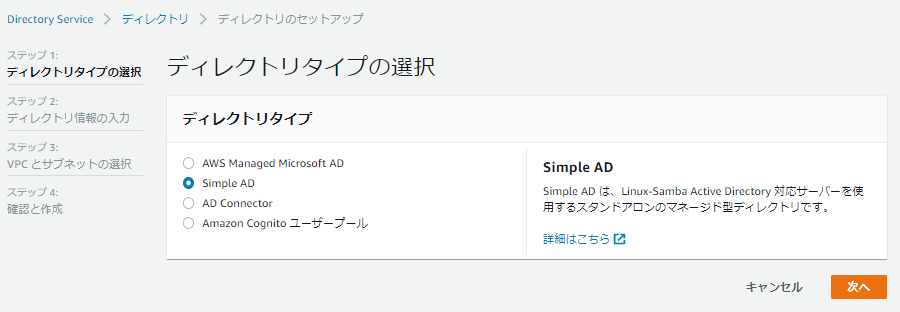 Directory Service > ディレクトリ > ディレクトリのセットアップ
ステップ 1:
ディレクトリタイプの選択
ステップ 2:
ディレクトリ情報の入力
ステップ 3:
VPC とサブネットの選択
ステップ 4:
確認と作成
ディレクトリタイプの選択
ディレクトリタイプ
AWS Managed Microsoft AD
Simple AD
AD Connector
Amazon Cognito ユーザープール
Simple AD
Simple AD は、Linux-Samba Active Directory 対応サーバーを使
用するスタンドアロンのマネージド型ディレクトリです。
詳細はこちら
キャンセル
次へ